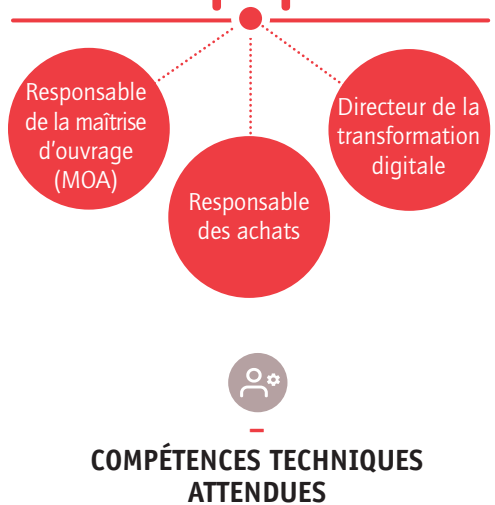 Responsable
de la maîtrise
d'ouvrage
(MOA)
Responsable
des achats
Directeur de la
transformation
digitale
COMPÉTENCES TECHNIQUES
ATTENDUES